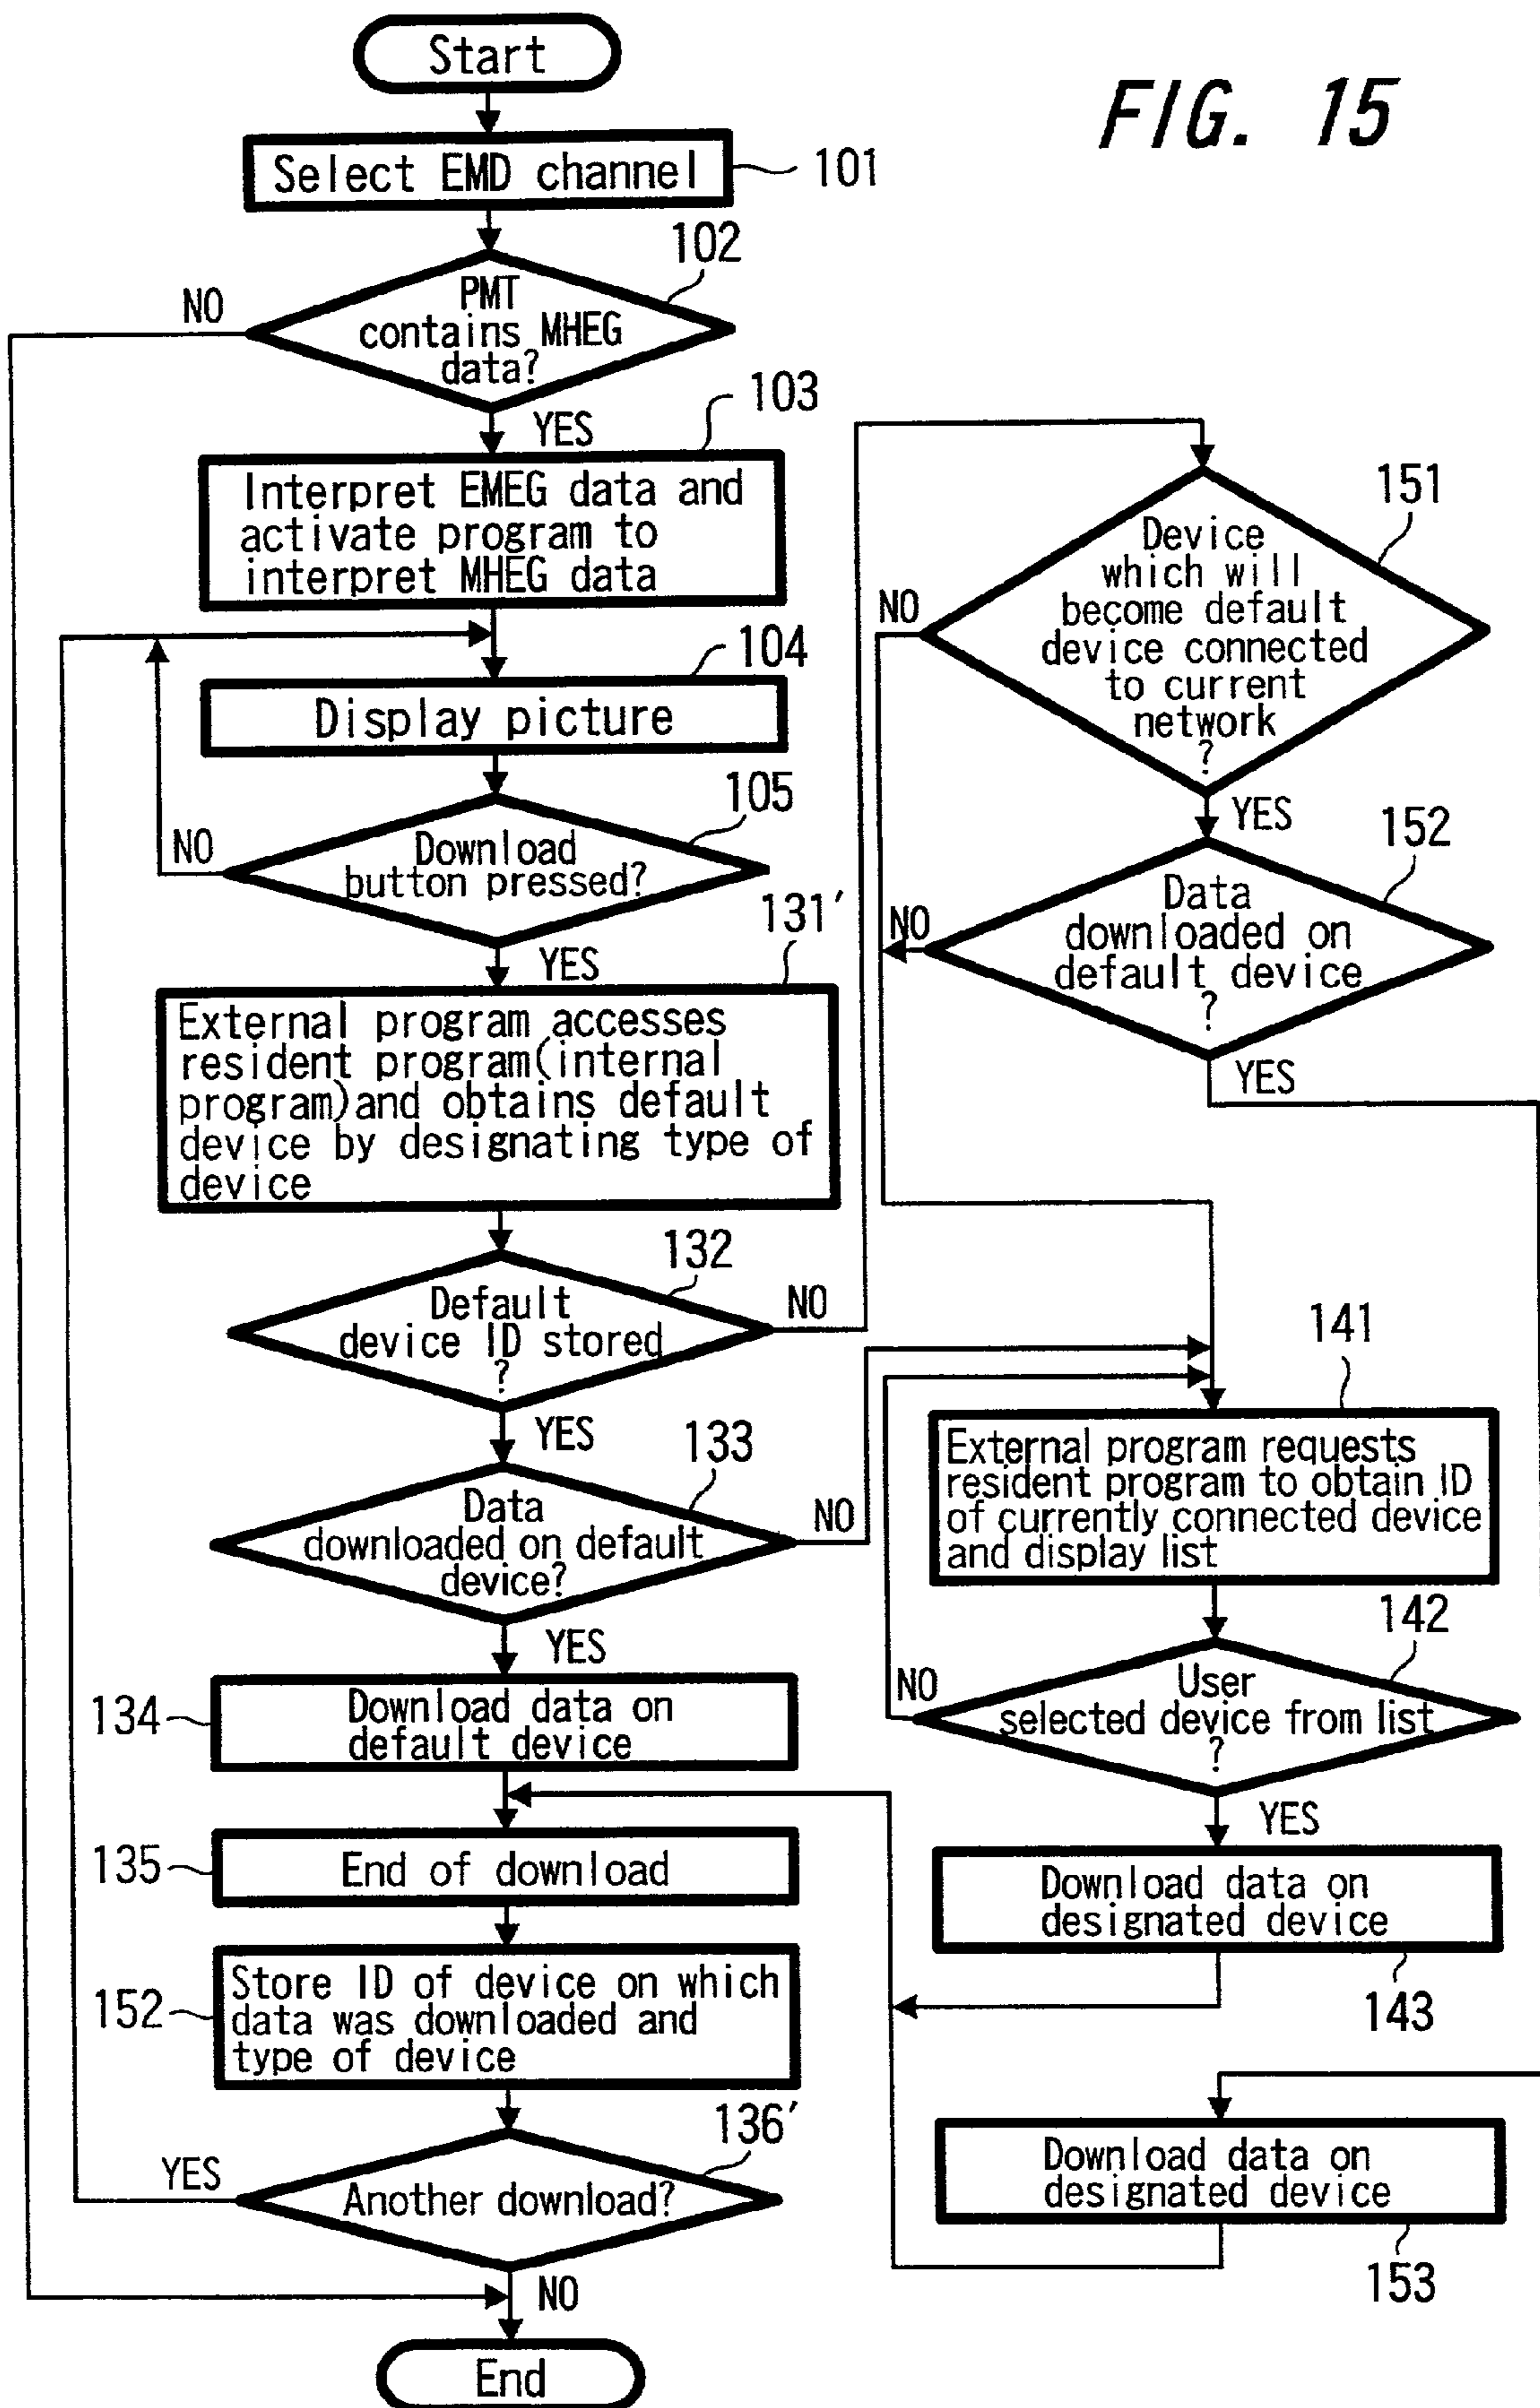 FIG. 15
Start
Select EMD channel
101
102
PMT
contains MHEG
data?
NO
YES
103
Interpret EMEG data and
activate program to
interpret MHEG data
104
Display picture
105
Download
button pressed?
NO
YES
131′
External program accesses
resident program(internal
program)and obtains default
device by designating type of
device
132
Default
device ID stored
?
NO
YES
133
Data
downloaded on default
device?
NO
YES
134
Download data on
default device
135
End of download
152
Store ID of device on which
data was downloaded and
type of device
136′
Another download?
YES
NO
End
151
Device
which will
become default
device connected
to current
network
?
NO
YES
152
Data
downloaded on
default device
?
NO
YES
141
External program requests
resident program to obtain ID
of currently connected device
and display list
142
User
selected device from list
?
NO
YES
Download data on
designated device
143
Download data on
designated device
153